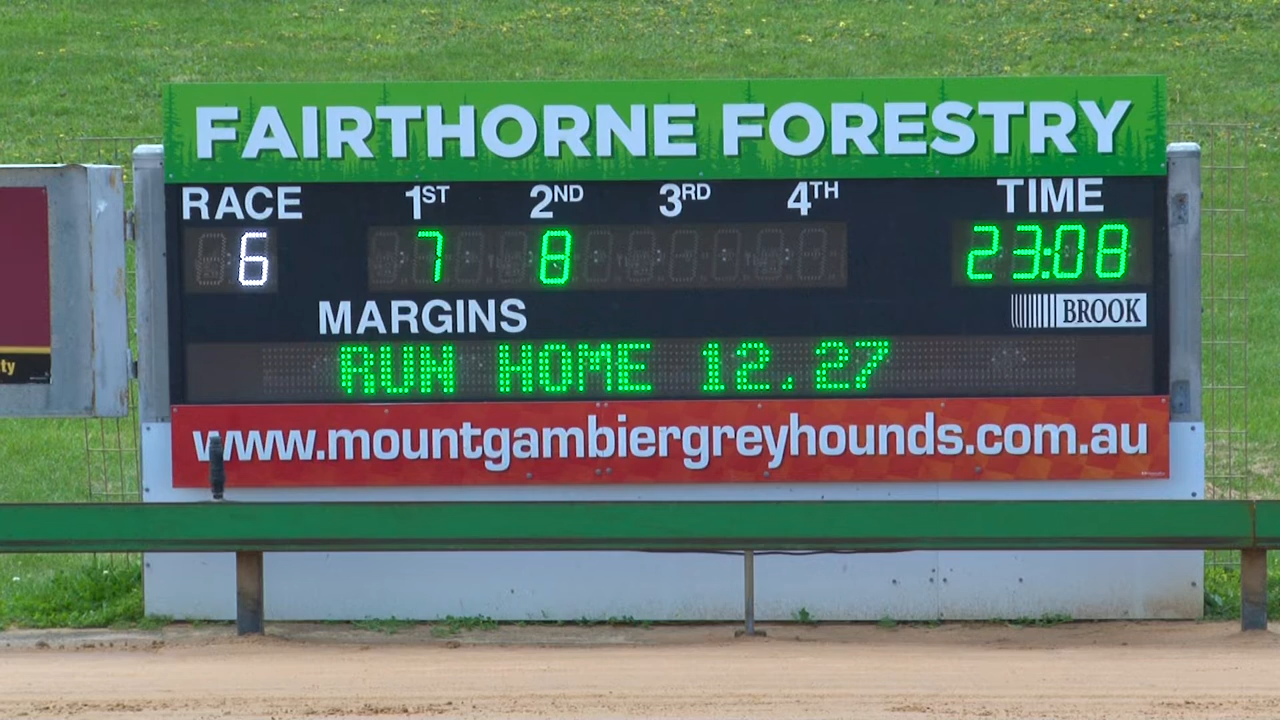 FAIRTHORNE FORESTRY
RACE 1ST 2ND 3RD 4TH TIME
6 7 8 23:08
MARGINS
BROOK
RUN HOME 12.27
ty
www.mountgambiergreyhounds.com.au